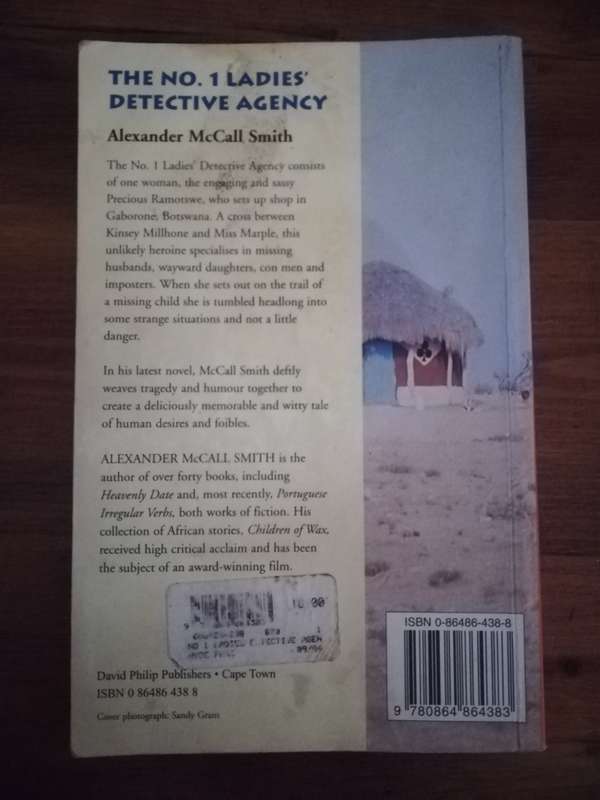 THE NO. 1 LADIES'
DETECTIVE AGENCY
Alexander McCall Smith
The No. 1 Ladies' Detective Agency consists
of one woman, the engaging and sassy
Precious Ramotswe, who sets up shop in
Gaborone, Botswana. A cross between
Kinsey Millhone and Miss Marple, this
unlikely heroine specialises in missing
husbands, wayward daughters, con men and
imposters. When she sets out on the trail of
a missing child she is tumbled headlong into
some strange situations and not a little
danger.
In his latest novel, McCall Smith deftly
weaves tragedy and humour together to
create a deliciously memorable and witty tale
of human desires and foibles.
ALEXANDER McCALL SMITH is the
author of over forty books, including
Heavenly Date and, most recently, Portuguese
Irregular Verbs, both works of fiction. His
collection of African stories, Children of Wax,
received high critical acclaim and has been
the subject of an award-winning film.
NO 1 LADIES
David Philip Publishers • Cape Town
ISBN 0 86486 438 8
Cover photograph: Sandy Grant
ISBN 0-86486-438-8
9 780864 864383